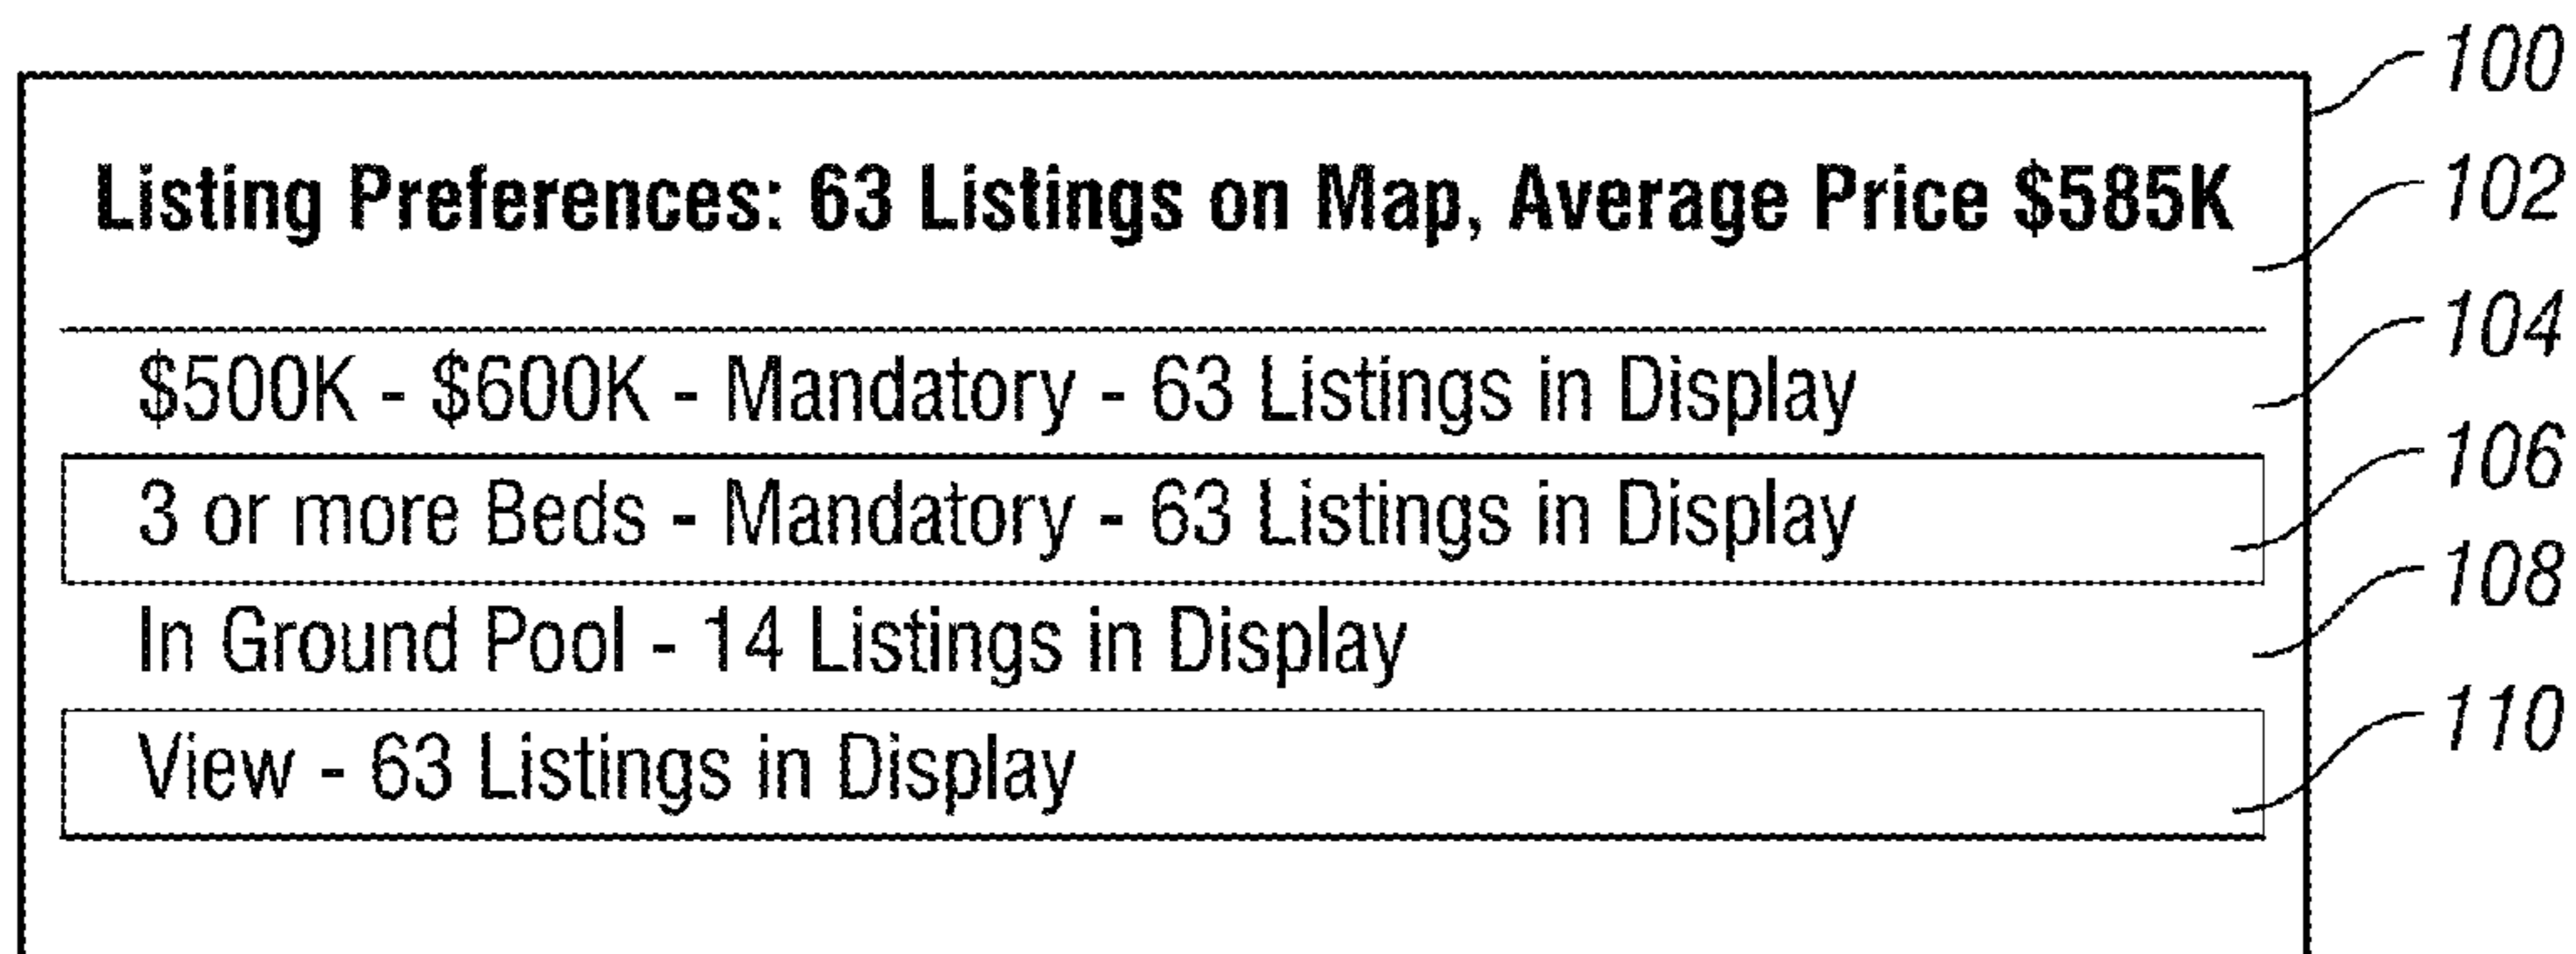 100
Listing Preferences: 63 Listings on Map, Average Price $585K
102
$500K - $600K - Mandatory - 63 Listings in Display
104
3 or more Beds - Mandatory - 63 Listings in Display
106
In Ground Pool - 14 Listings in Display
108
View - 63 Listings in Display
110